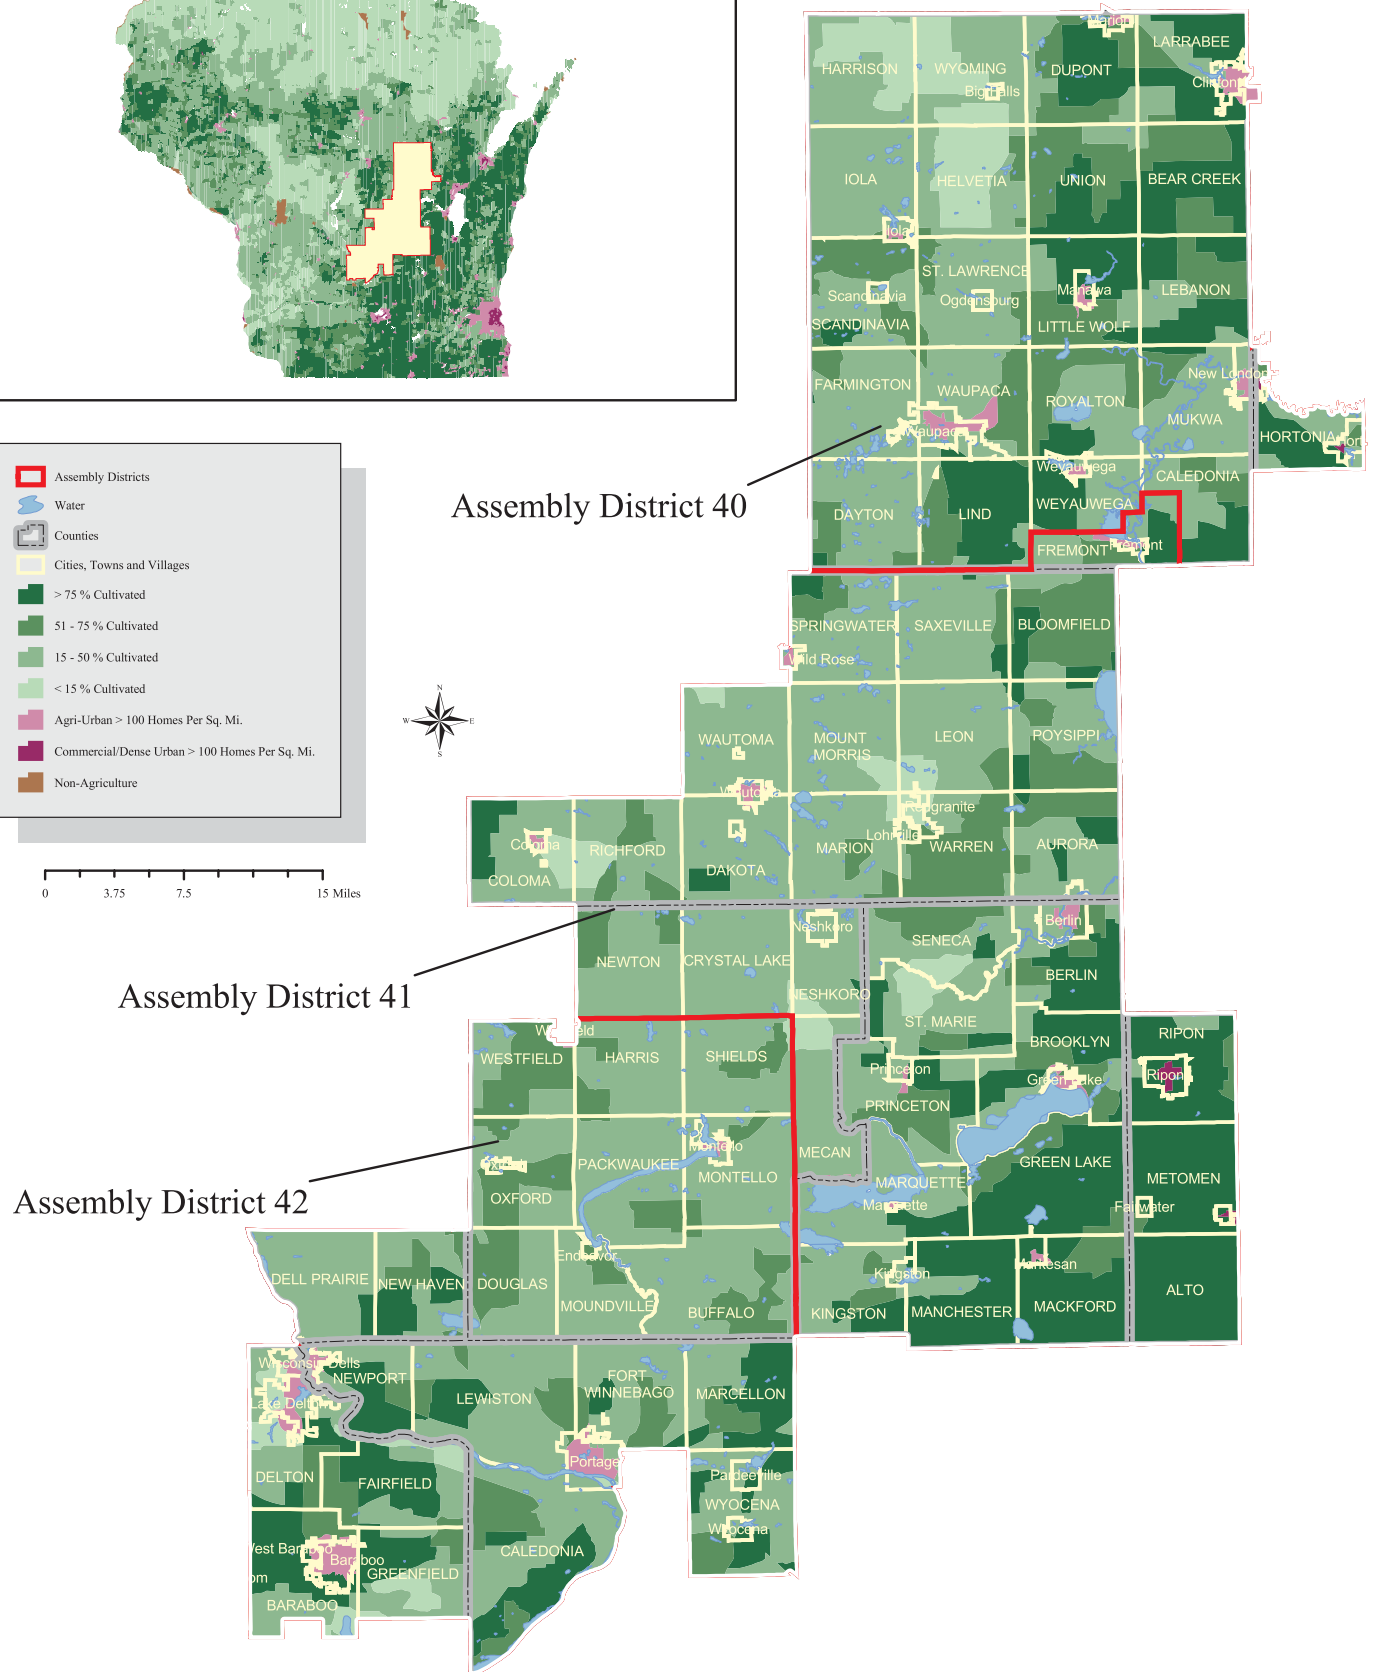 Assembly Districts
Water
Counties
Cities, Towns and Villages
> 75 % Cultivated
51 - 75 % Cultivated
15 - 50 % Cultivated
< 15 % Cultivated
Agri-Urban > 100 Homes Per Sq. Mi.
Commercial/Dense Urban > 100 Homes Per Sq. Mi.
Non-Agriculture
N
W E
S
0 3.75 7.5 15 Miles
Assembly District 40
Assembly District 41
Assembly District 42
Marion
LARRABEE
HARRISON
WYOMING
DUPONT
Big Falls
IOLA
HELVETIA
UNION
BEAR CREEK
Iola
ST. LAWRENCE
Scandinavia
Ogdensburg
Manawa
LEBANON
SCANDINAVIA
LITTLE WOLF
New London
FARMINGTON
WAUPACA
ROYALTON
MUKWA
Waupaca
HORTONIA
Weyauwega
CALEDONIA
DAYTON
LIND
WEYAUWEGA
FREMONT
Fremont
SPRINGWATER
SAXEVILLE
BLOOMFIELD
Wild Rose
WAUTOMA
MOUNT
MORRIS
LEON
POYSIPPI
Wautoma
Redgranite
Lohrville
Coloma
RICHFORD
MARION
WARREN
AURORA
COLOMA
DAKOTA
Neshkoro
Berlin
NEWTON
CRYSTAL LAKE
SENECA
BERLIN
NESHKORO
ST. MARIE
BROOKLYN
RIPON
WESTFIELD
HARRIS
SHIELDS
Princeton
Green Lake
Ripon
PRINCETON
Montello
MECAN
PACKWAUKEE
MONTELLO
GREEN LAKE
OXFORD
MARQUETTE
METOMEN
Marquette
Fairwater
Endeavor
Kingston
Markesan
DELL PRAIRIE
NEW HAVEN
DOUGLAS
MOUNDVILLE
BUFFALO
KINGSTON
MANCHESTER
MACKFORD
ALTO
Wisconsin Dells
NEWPORT
Lake Delton
LEWISTON
FORT
WINNEBAGO
MARCELLON
Portage
DELTON
FAIRFIELD
Pardeeville
WYOCENA
Wyocena
West Baraboo
Baraboo
CALEDONIA
GREENFIELD
BARABOO